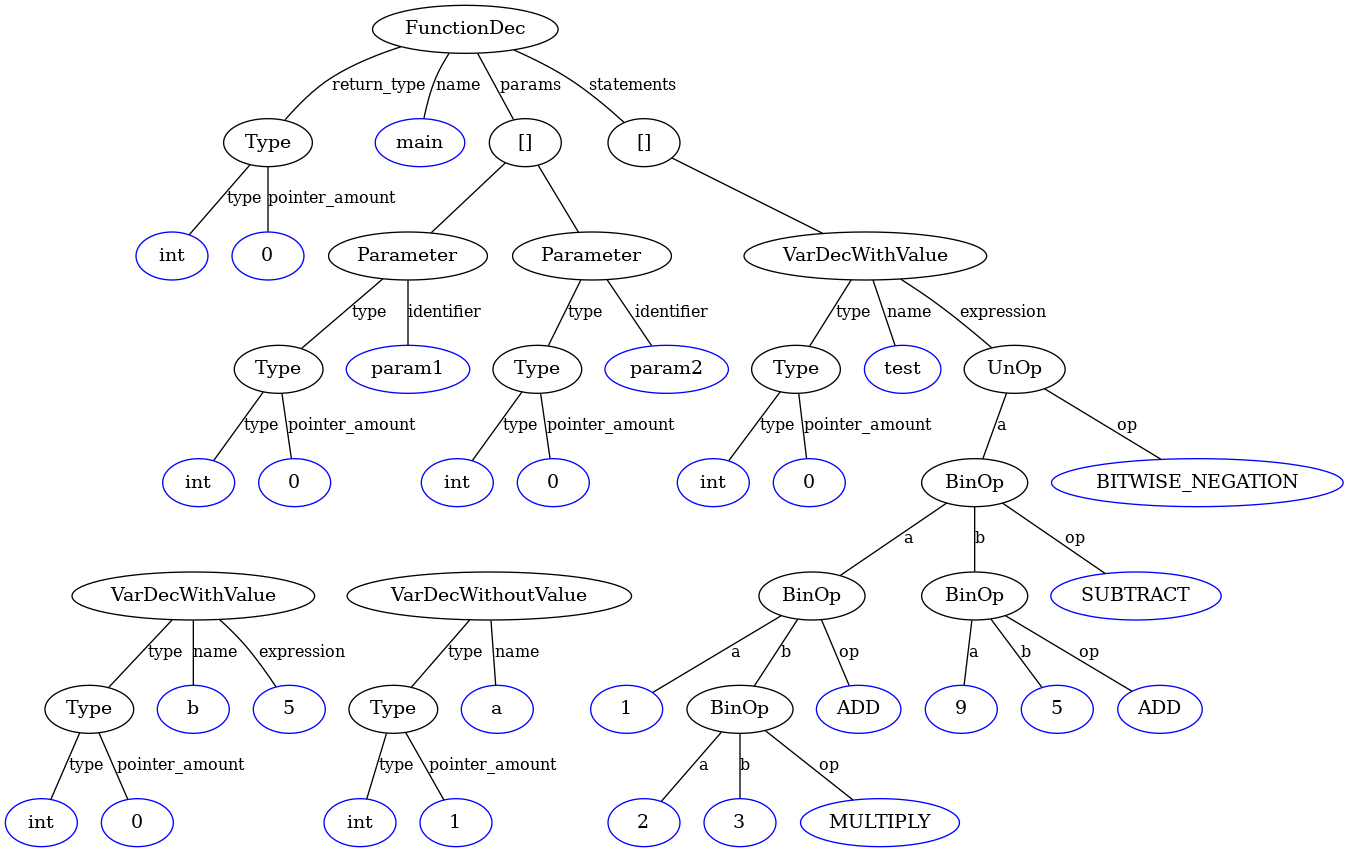 FunctionDec
return_type name params statements
Type main [] []
type pointer_amount
int 0 Parameter Parameter VarDecWithValue
type identifier type identifier type name expression
Type param1 Type param2 Type test UnOp
type pointer_amount type pointer_amount type pointer_amount a op
int 0 int 0 int 0 BinOp BITWISE_NEGATION
a b op
VarDecWithValue VarDecWithoutValue BinOp BinOp SUBTRACT
type name expression type name a b op a b op
Type b 5 Type a 1 BinOp ADD 9 5 ADD
type pointer_amount type pointer_amount a b op
int 0 int 1 2 3 MULTIPLY